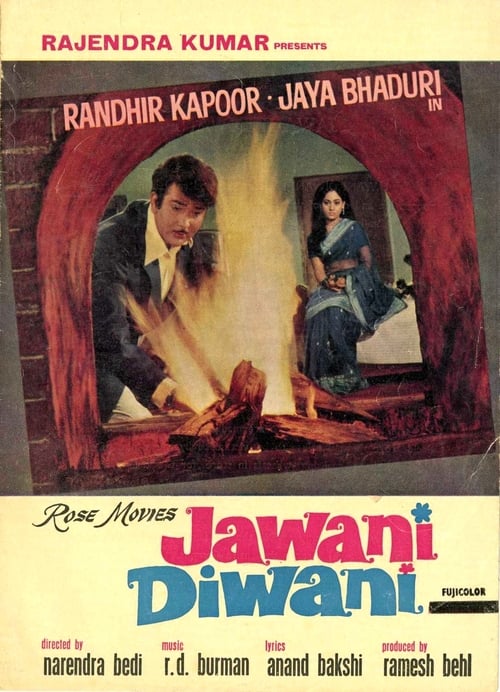 RAJENDRA KUMAR PRESENTS
RANDHIR KAPOOR · JAYA BHADURI
IN
Rose Movies
Jawani
Diwani
FUJICOLOR
directed by
narendra bedi
music
r.d. burman
lyrics
anand bakshi
produced by
ramesh behl